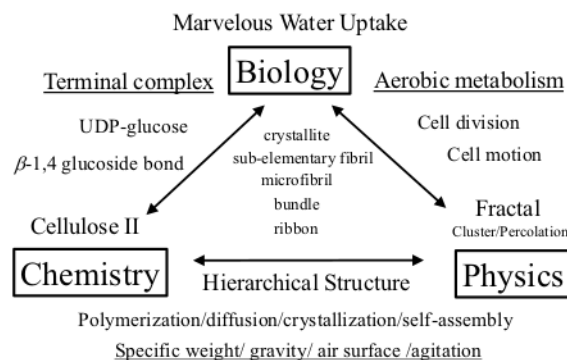 Marvelous Water Uptake
Terminal complex
Biology
Aerobic metabolism
UDP-glucose
β-1,4 glucoside bond
crystallite
sub-elementary fibril
microfibril
bundle
ribbon
Cell division
Cell motion
Cellulose II
Fractal
Cluster/Percolation
Chemistry
Hierarchical Structure
Physics
Polymerization/diffusion/crystallization/self-assembly
Specific weight/ gravity/ air surface /agitation